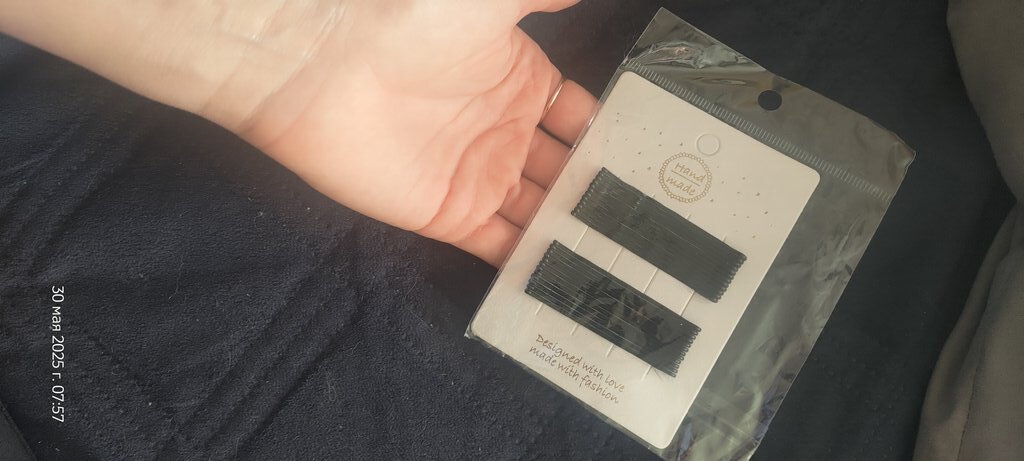 Hand
made
Designed with love
made with fashion
30 мая 2025 г. 07:57